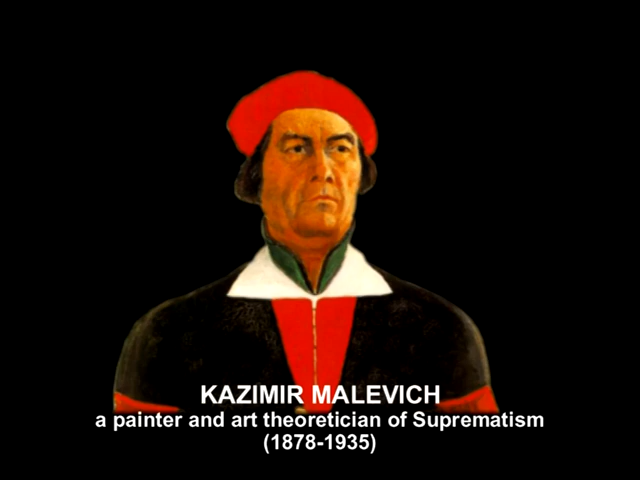 KAZIMIR MALEVICH
a painter and art theoretician of Suprematism
(1878-1935)